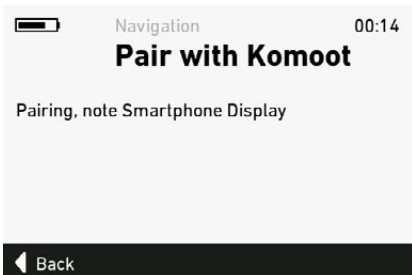 Navigation 00:14
Pair with Komoot
Pairing, note Smartphone Display
Back